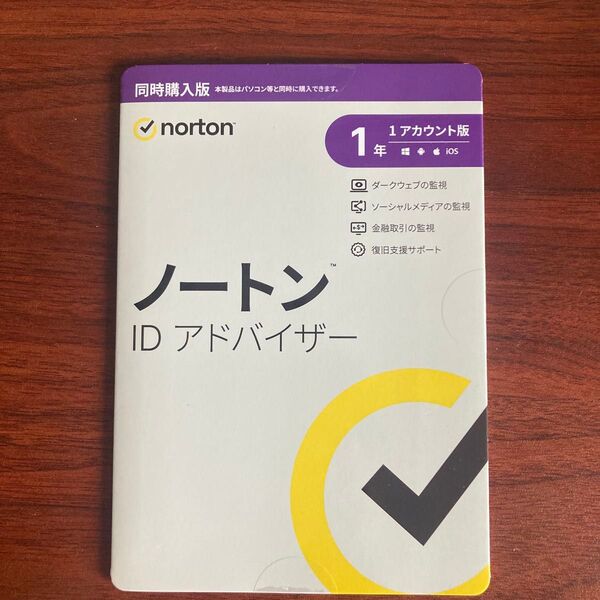 同時購入版 本製品はパソコン等と同時に購入できます。
norton™
1年
1 アカウント版
iOS
ダークウェブの監視
ソーシャルメディアの監視
金融取引の監視
復旧支援サポート
ノートン™
ID アドバイザー